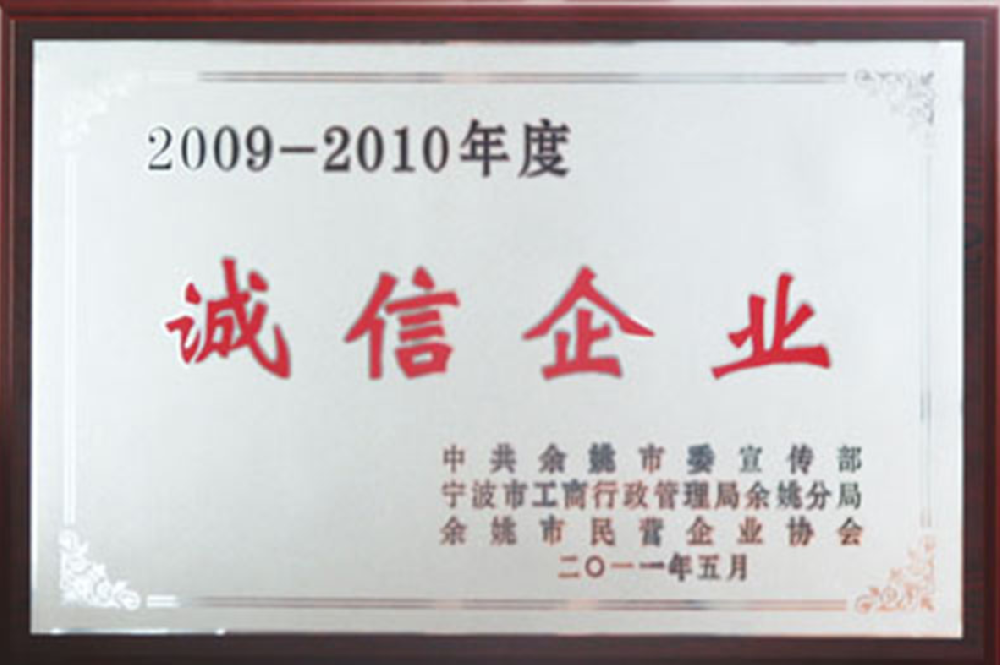 2009-2010年度
诚信企业
中共余姚市委宣传部
宁波市工商行政管理局余姚分局
余姚市民营企业协会
二〇一一年五月